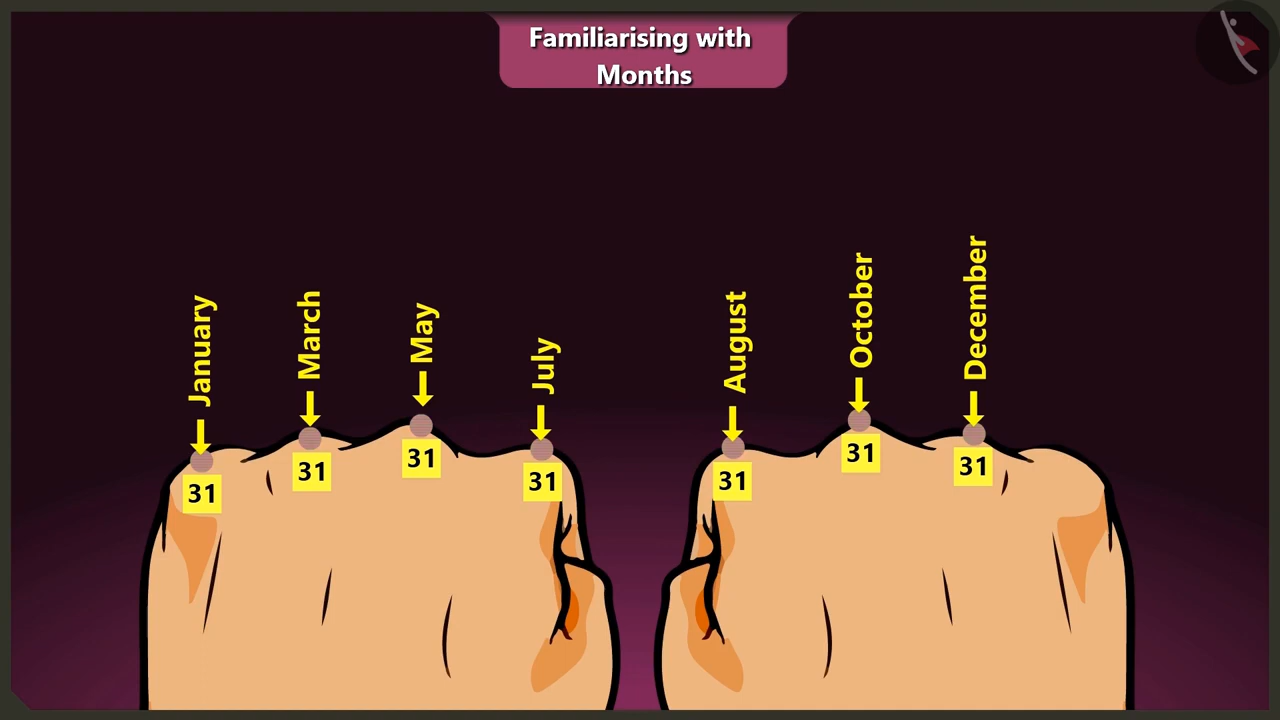 Familiarising with
Months
January
March
May
July
August
October
December
31
31
31
31
31
31
31